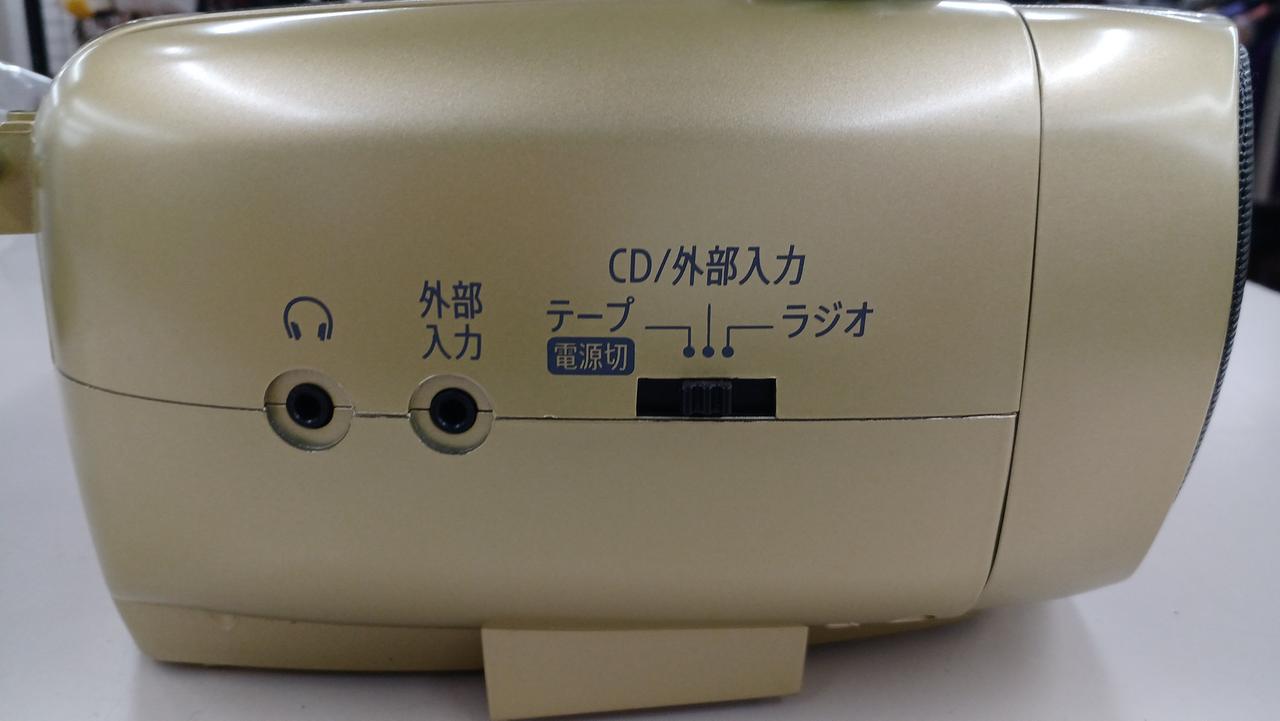 外部
入力
CD/外部入力
テープ
ラジオ
電源切